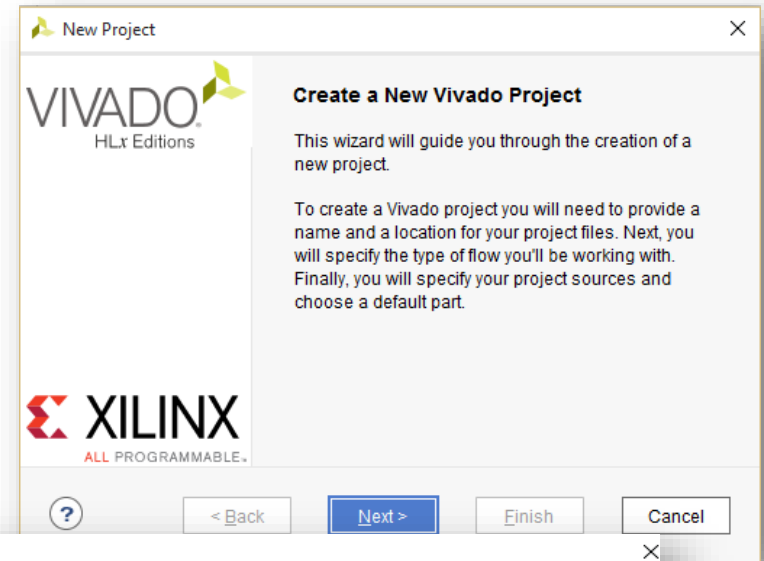 New Project
VIVADO
HLx Editions
Create a New Vivado Project
This wizard will guide you through the creation of a
new project.
To create a Vivado project you will need to provide a
name and a location for your project files. Next, you
will specify the type of flow you'll be working with.
Finally, you will specify your project sources and
choose a default part.
XILINX
ALL PROGRAMMABLE™
?
< Back
Next >
Finish
Cancel